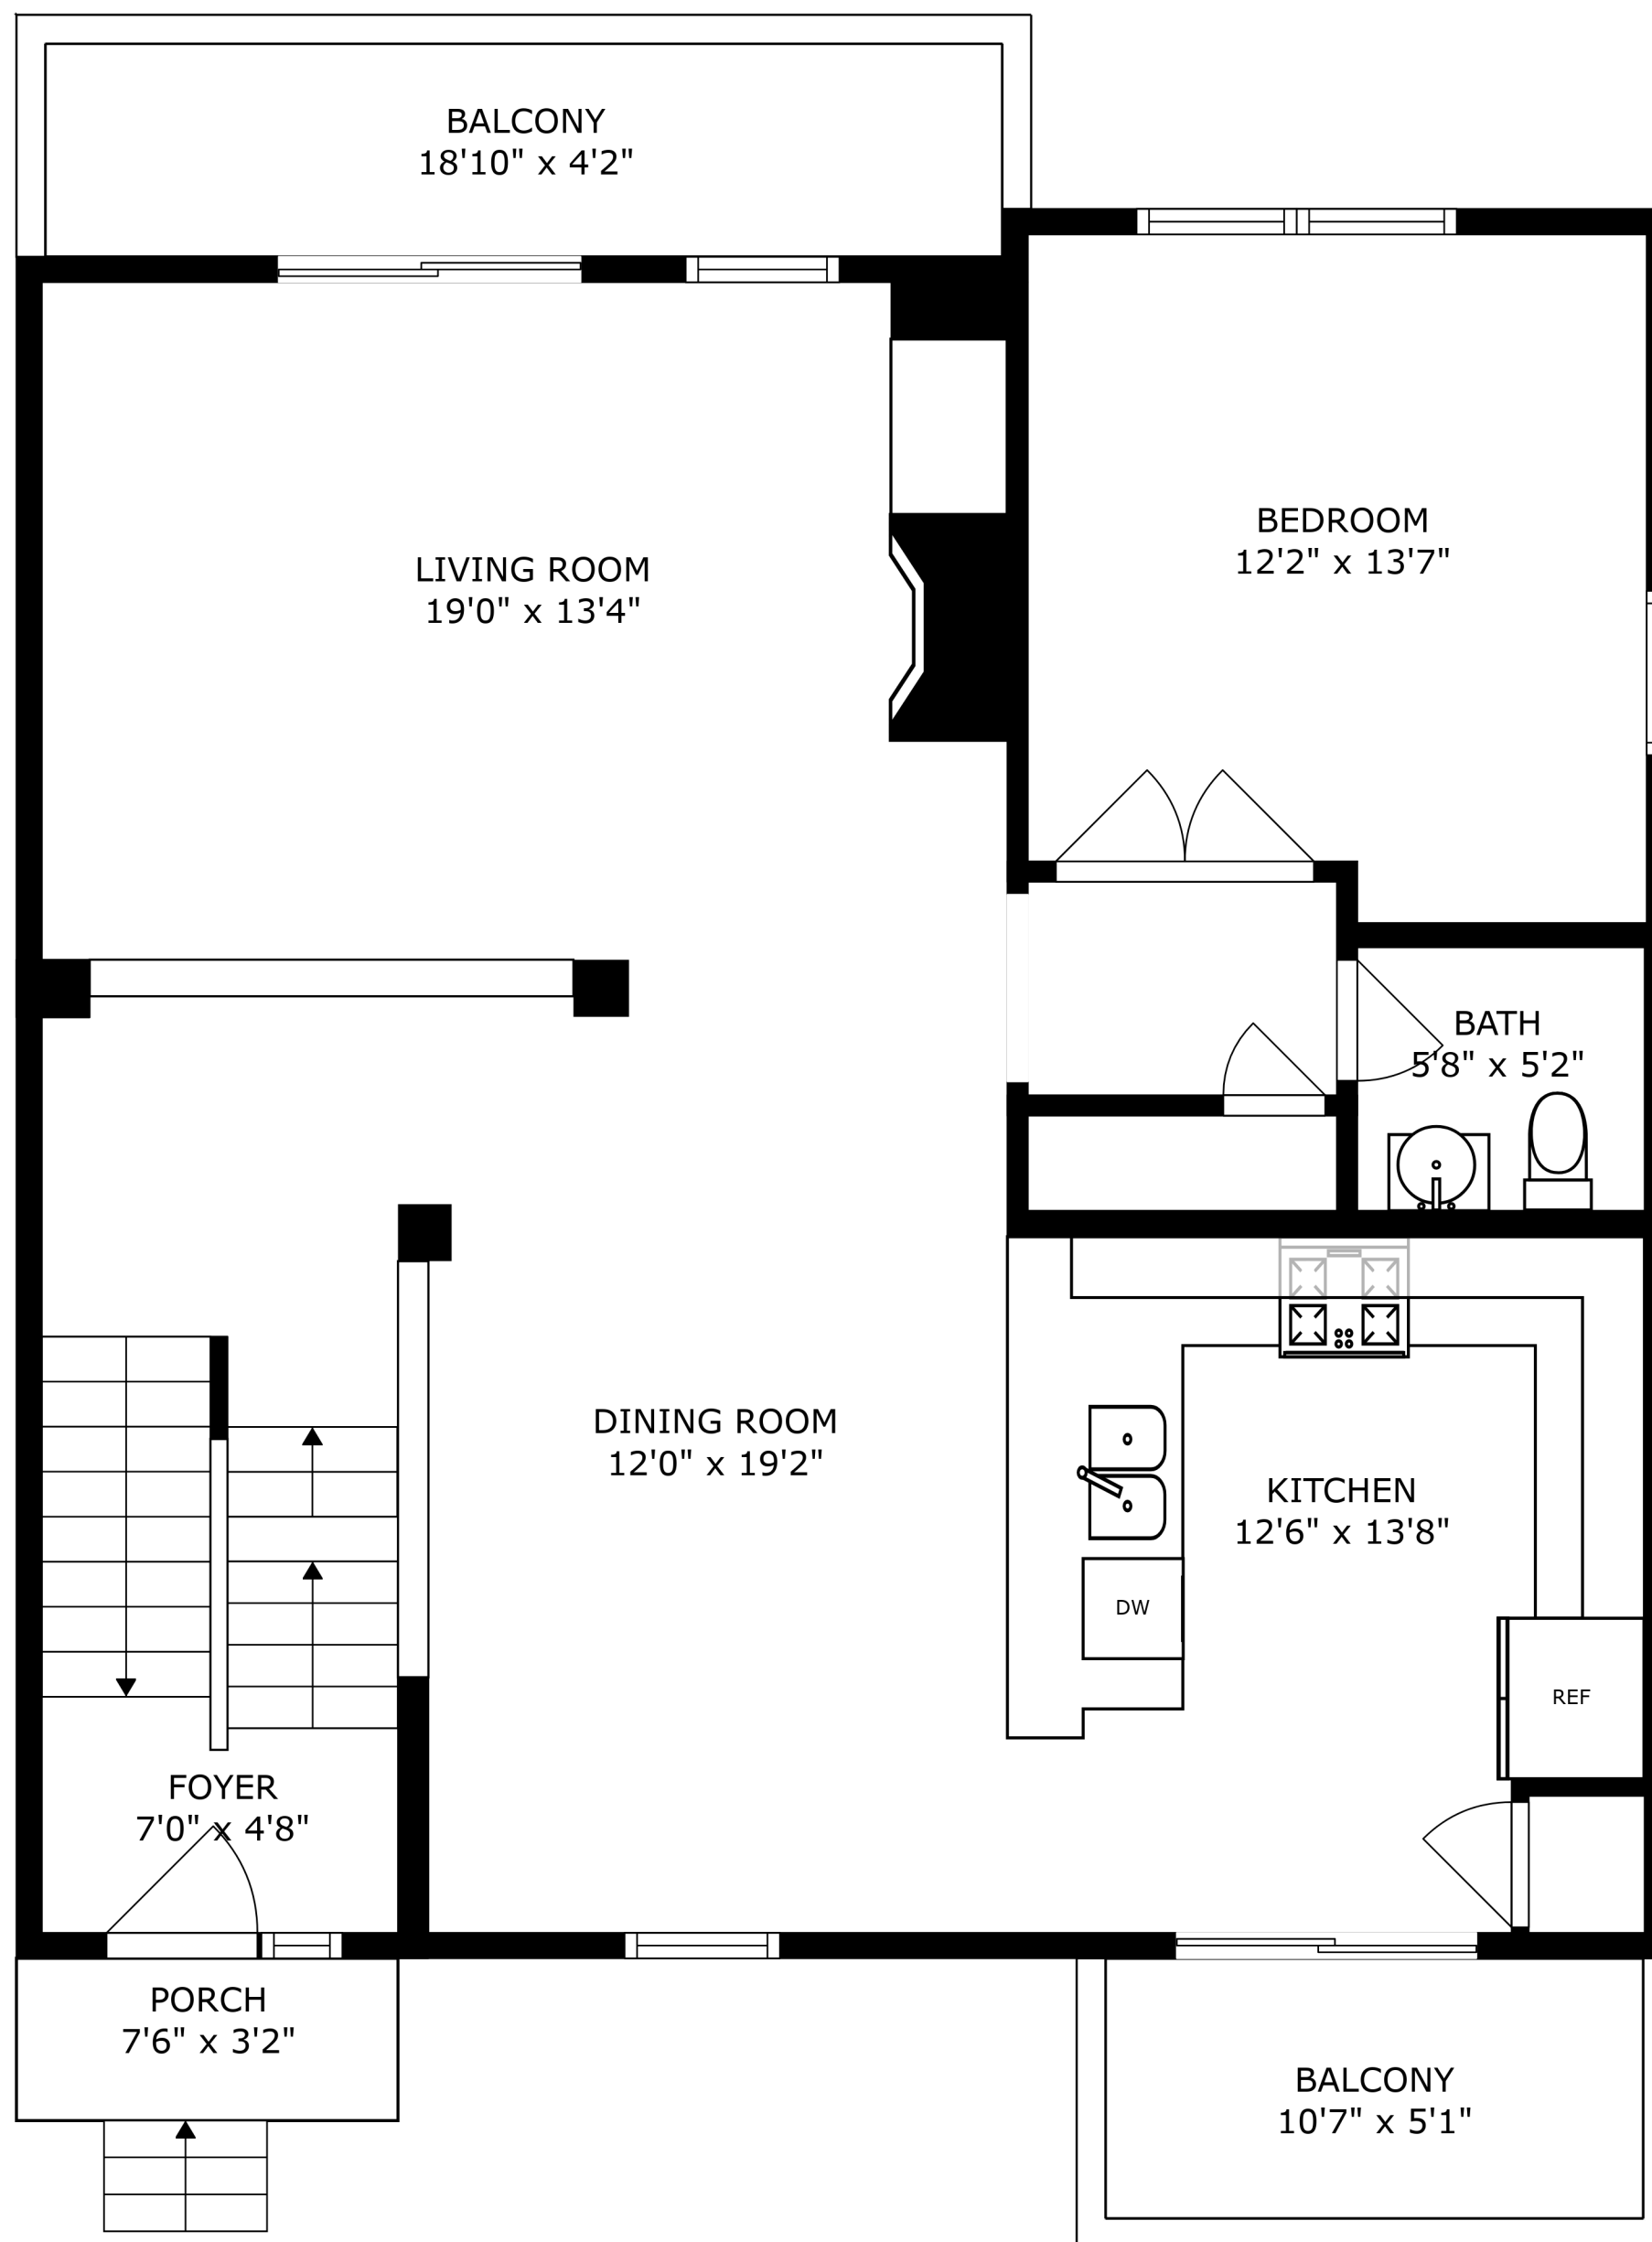 BALCONY
18'10" x 4'2"
BEDROOM
12'2" x 13'7"
LIVING ROOM
19'0" x 13'4"
BATH
5'8" x 5'2"
DINING ROOM
12'0" x 19'2"
KITCHEN
12'6" x 13'8"
DW
REF
FOYER
7'0" x 4'8"
PORCH
7'6" x 3'2"
BALCONY
10'7" x 5'1"